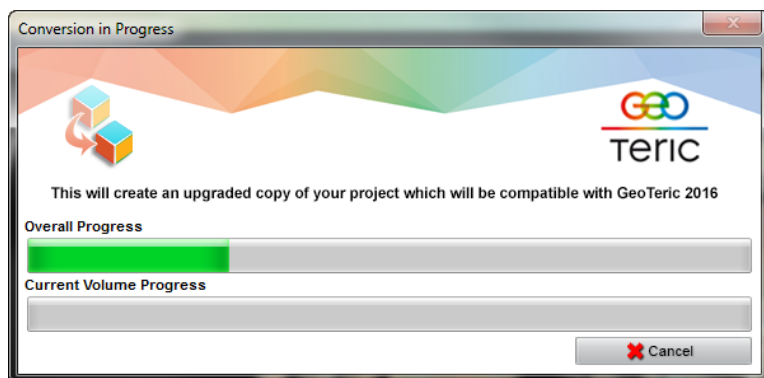 Conversion in Progress
GEO
Teric
This will create an upgraded copy of your project which will be compatible with GeoTeric 2016
Overall Progress
Current Volume Progress
Cancel